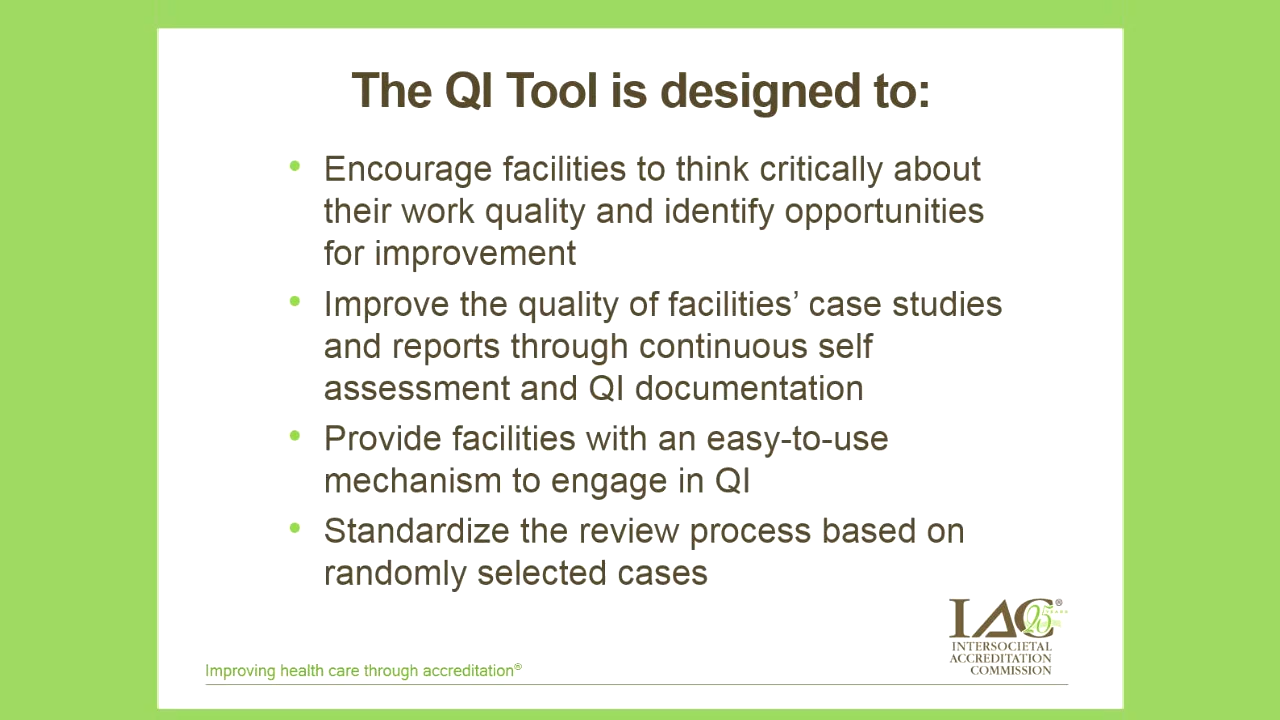 The QI Tool is designed to:
• Encourage facilities to think critically about
their work quality and identify opportunities
for improvement
• Improve the quality of facilities’ case studies
and reports through continuous self
assessment and QI documentation
• Provide facilities with an easy-to-use
mechanism to engage in QI
• Standardize the review process based on
randomly selected cases
IAC®
25
INTERSOCIETAL
ACCREDITATION
COMMISSION
Improving health care through accreditation®